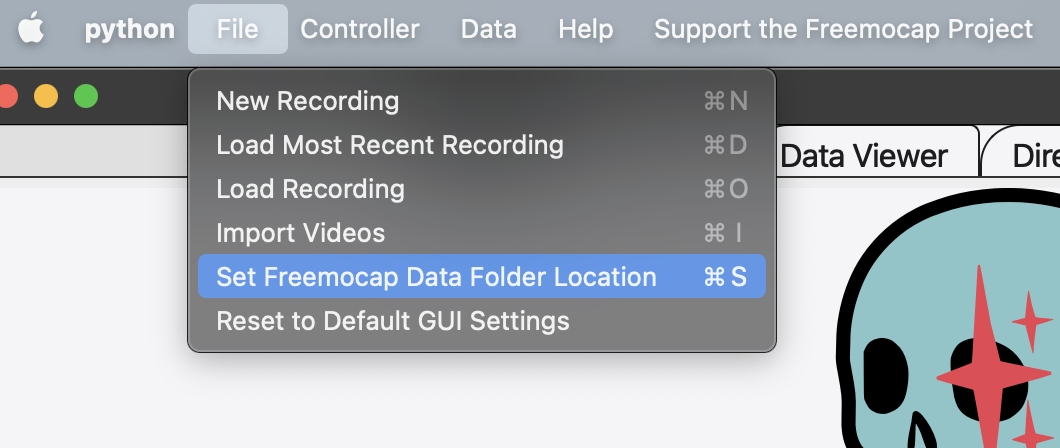 python File Controller Data Help Support the Freemocap Project
New Recording ⌘N
Load Most Recent Recording ⌘D
Load Recording ⌘O
Import Videos ⌘I
Set Freemocap Data Folder Location ⌘S
Reset to Default GUI Settings
Data Viewer